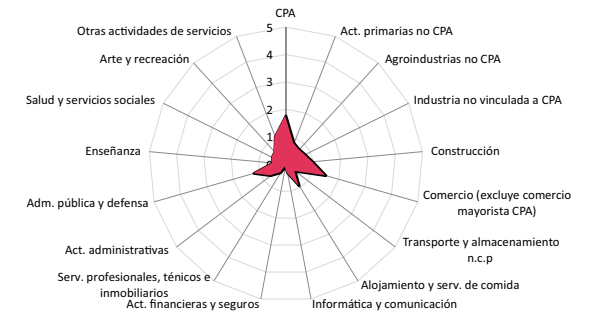 CPA
5
4
3
2
1
0
Act. primarias no CPA
Agroindustrias no CPA
Industria no vinculada a CPA
Construcción
Comercio (excluye comercio
mayorista CPA)
Transporte y almacenamiento
n.c.p
Alojamiento y serv. de comida
Informática y comunicación
Act. financieras y seguros
Serv. profesionales, ténicos e
inmobiliarios
Act. administrativas
Adm. pública y defensa
Enseñanza
Salud y servicios sociales
Arte y recreación
Otras actividades de servicios